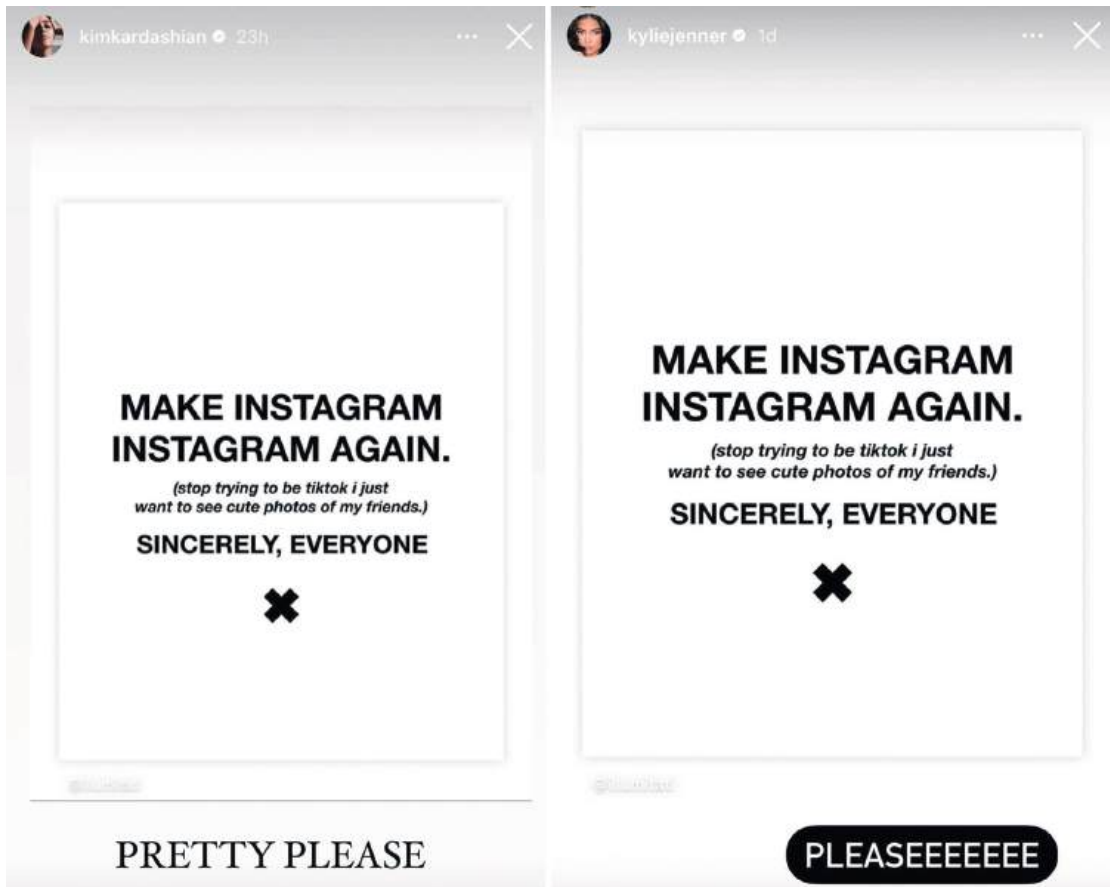 kimkardashian 23h
MAKE INSTAGRAM
INSTAGRAM AGAIN.
(stop trying to be tiktok i just
want to see cute photos of my friends.)
SINCERELY, EVERYONE
PRETTY PLEASE
kyliejenner 1d
MAKE INSTAGRAM
INSTAGRAM AGAIN.
(stop trying to be tiktok i just
want to see cute photos of my friends.)
SINCERELY, EVERYONE
PLEASEEEEEEE